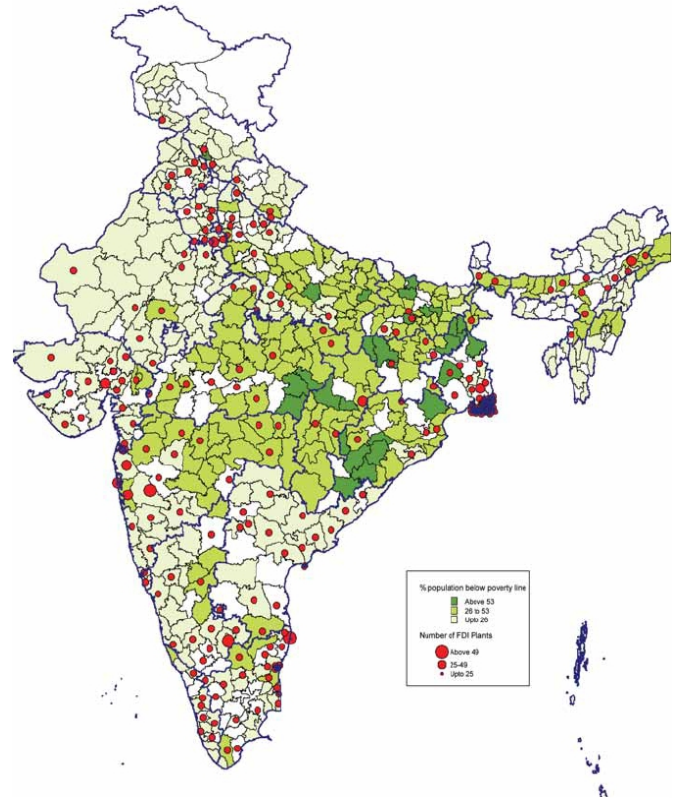 % population below poverty line
Above 53
26 to 53
Upto 26
Number of FDI Plants
Above 49
25-49
Upto 25